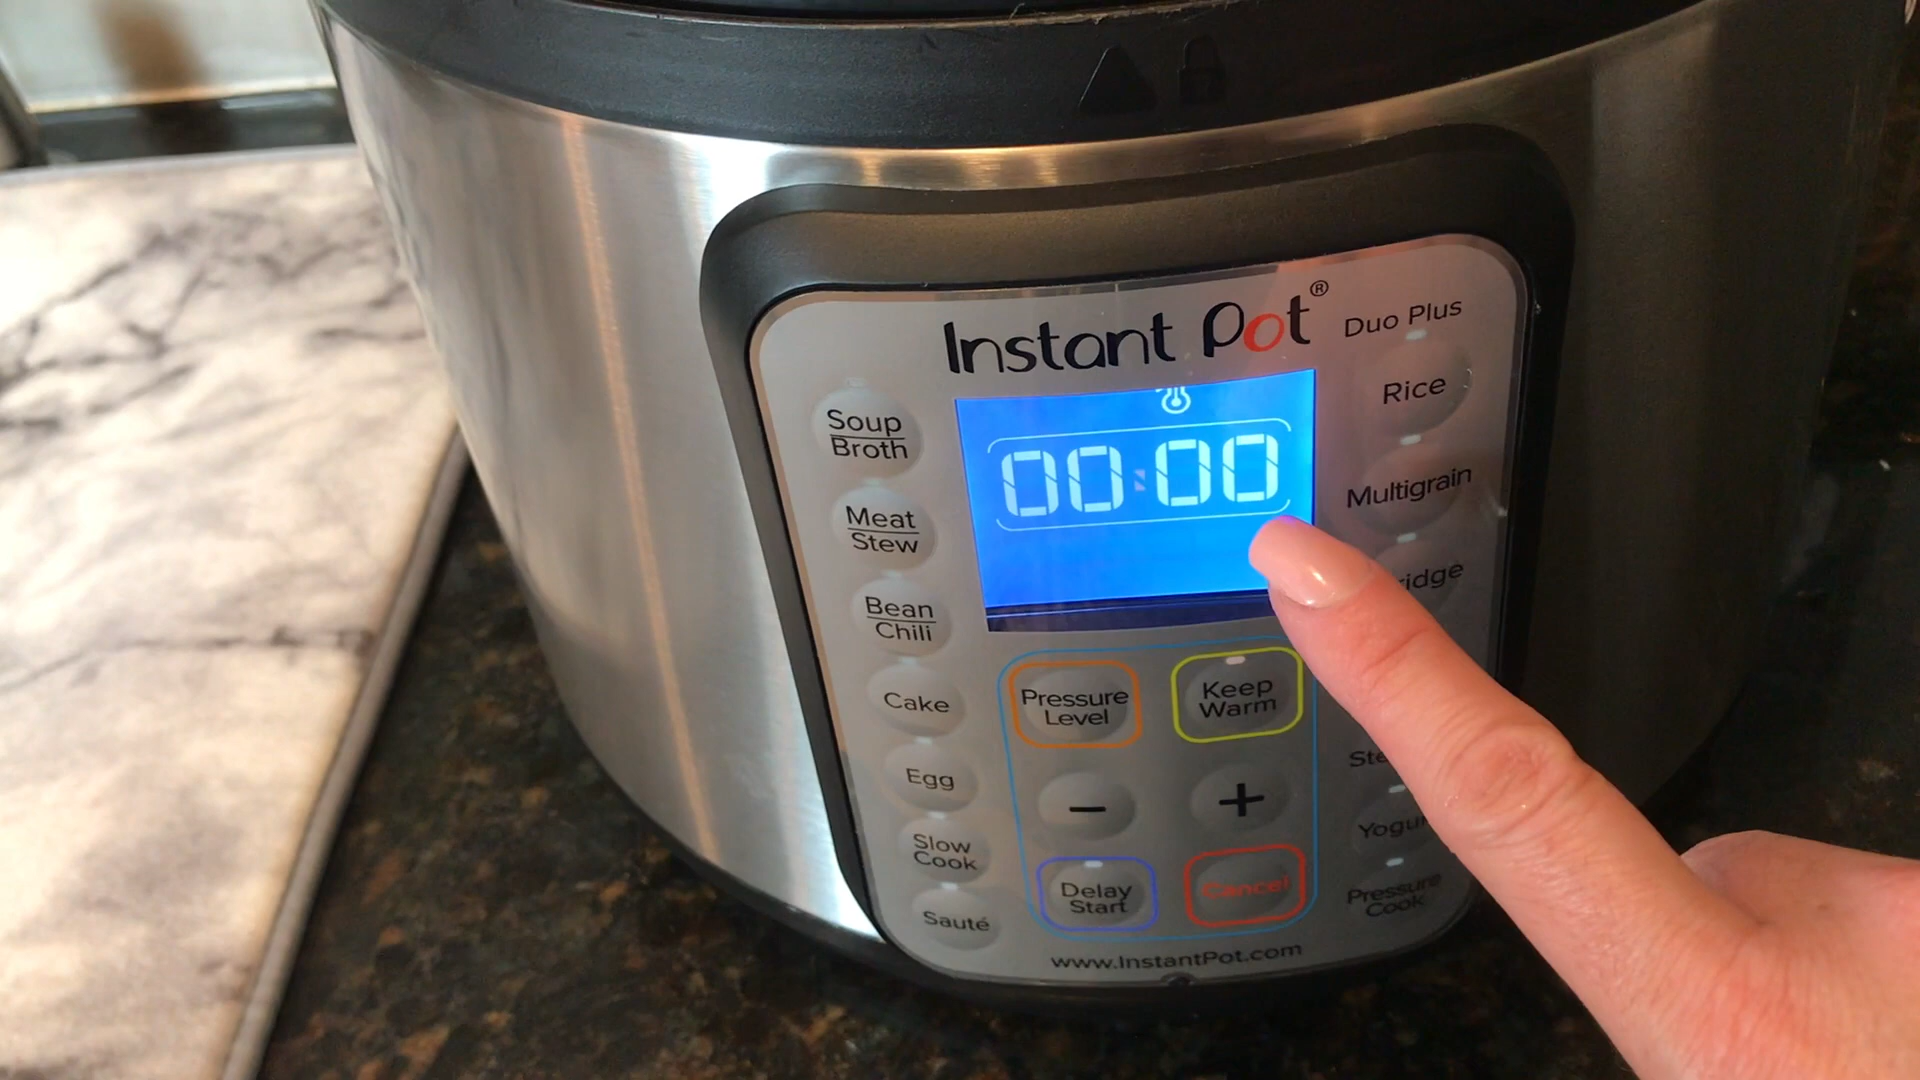 Instant Pot®
Duo Plus
00:00
Soup
Broth
Meat
Stew
Bean
Chili
Cake
Egg
Slow
Cook
Sauté
Pressure
Level
Keep
Warm
-
+
Delay
Start
Cancel
Rice
Multigrain
Pressure
Cook
www.InstantPot.com